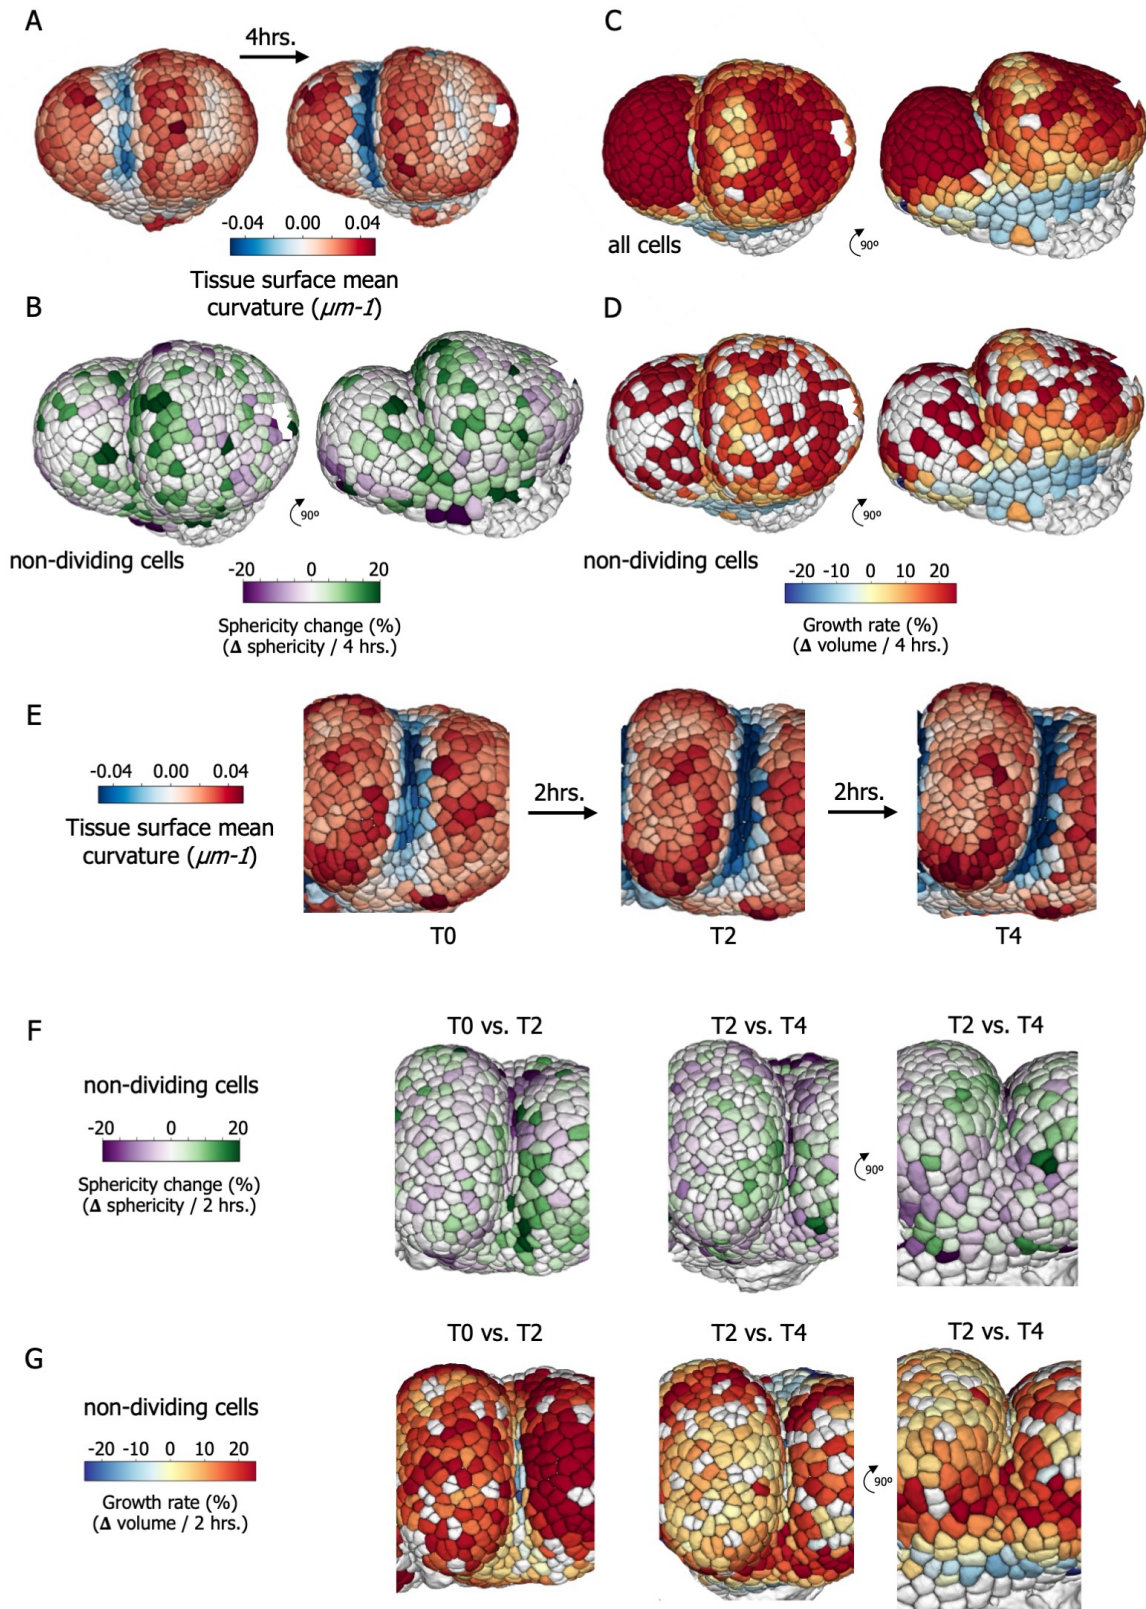 A
4hrs.
-0.04 0.00 0.04
Tissue surface mean
curvature (μm-1)
B
90º
non-dividing cells
-20 0 20
Sphericity change (%)
(Δ sphericity / 4 hrs.)
C
all cells
90º
D
90º
non-dividing cells
-20 -10 0 10 20
Growth rate (%)
(Δ volume / 4 hrs.)
E
-0.04 0.00 0.04
Tissue surface mean
curvature (μm-1)
2hrs.
2hrs.
T0
T2
T4
F
non-dividing cells
-20 0 20
Sphericity change (%)
(Δ sphericity / 2 hrs.)
T0 vs. T2
T2 vs. T4
T2 vs. T4
90º
G
non-dividing cells
-20 -10 0 10 20
Growth rate (%)
(Δ volume / 2 hrs.)
T0 vs. T2
T2 vs. T4
T2 vs. T4
90º